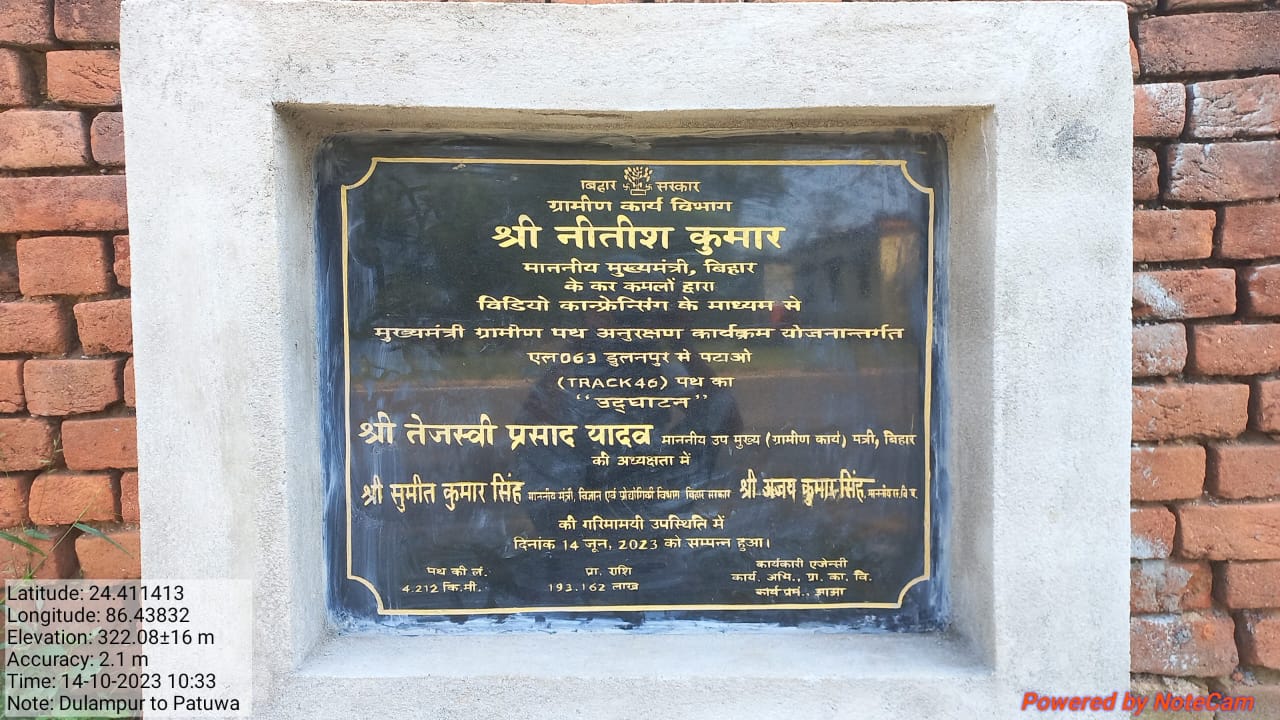 बिहार सरकार
ग्रामीण कार्य विभाग
श्री नीतीश कुमार
माननीय मुख्यमंत्री, बिहार
के कर कमलों द्वारा
विडियो कान्फ्रेन्सिंग के माध्यम से
मुख्यमंत्री ग्रामीण पथ अनुरक्षण कार्यक्रम योजनान्तर्गत
एल063 डुलनपुर से पटाओ
(TRACK46) पथ का
"उद्घाटन"
श्री तेजस्वी प्रसाद यादव माननीय उप मुख्य (ग्रामीण कार्य) मत्री, बिहार
की अध्यक्षता में
श्री सुमीत कुमार सिंह माननीय मंत्री, विज्ञान एवं प्रोद्योगिकी विभाग बिहार सरकार श्री अजय कुमार सिंह, माननीय स.वि.प.
की गरिमामयी उपस्थिति में
दिनांक 14 जून, 2023 को सम्पन्न हुआ।
पथ की लं. प्रा. राशि कार्यकारी एजेन्सी
4.212 कि.मी. 193.162 लाख कार्य. अभि., ग्रा. का. वि.
कार्य प्रमं., झाझा
Latitude: 24.411413
Longitude: 86.43832
Elevation: 322.08±16 m
Accuracy: 2.1 m
Time: 14-10-2023 10:33
Note: Dulampur to Patuwa
Powered by NoteCam